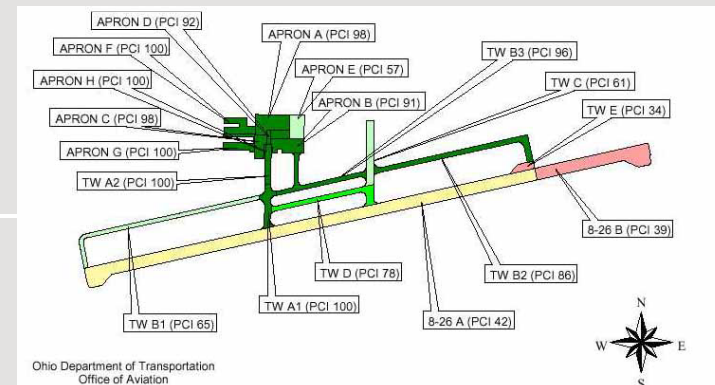 APRON D (PCI 92)
APRON A (PCI 98)
APRON F (PCI 100)
APRON E (PCI 57)
TW B3 (PCI 96)
APRON H (PCI 100)
TW C (PCI 61)
APRON B (PCI 91)
TW E (PCI 34)
APRON C (PCI 98)
APRON G (PCI 100)
TW A2 (PCI 100)
8-26 B (PCI 39)
TW D (PCI 78)
TW B2 (PCI 86)
TW A1 (PCI 100)
TW B1 (PCI 65)
8-26 A (PCI 42)
N
W E
S
Ohio Department of Transportation
Office of Aviation